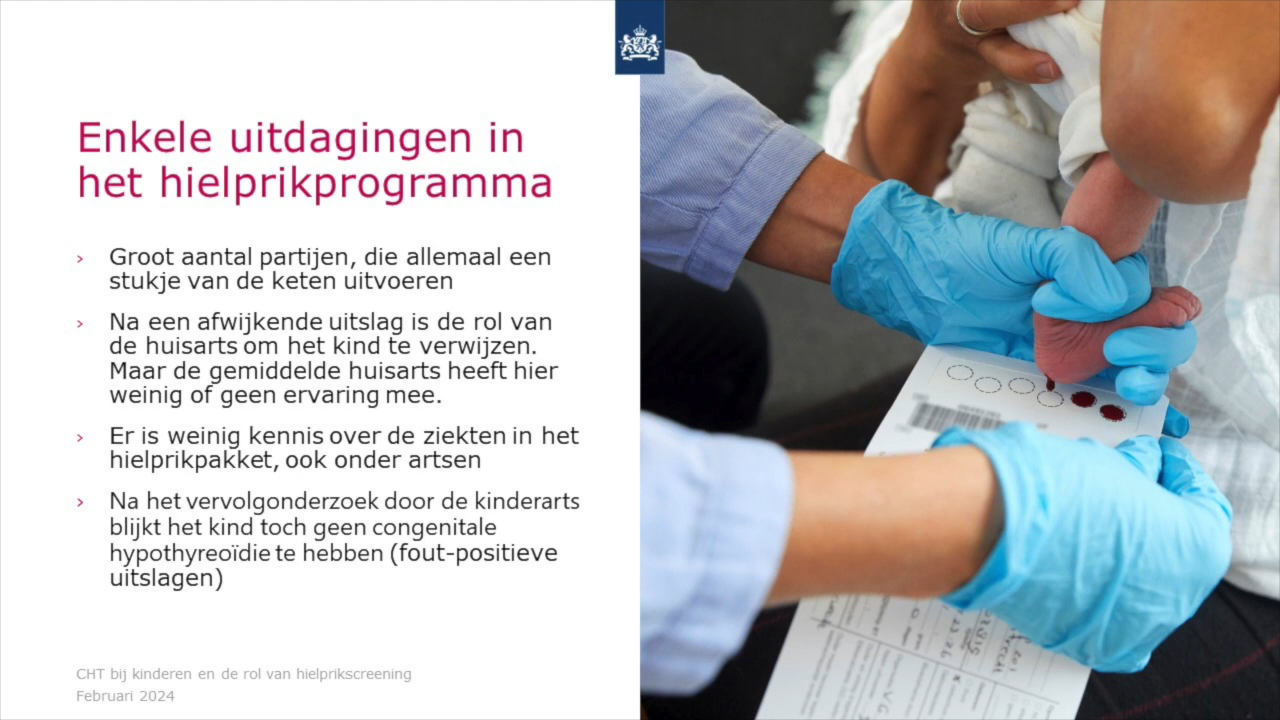 Enkele uitdagingen in
het hielprikprogramma
› Groot aantal partijen, die allemaal een
stukje van de keten uitvoeren
› Na een afwijkende uitslag is de rol van
de huisarts om het kind te verwijzen.
Maar de gemiddelde huisarts heeft hier
weinig of geen ervaring mee.
› Er is weinig kennis over de ziekten in het
hielprikpakket, ook onder artsen
› Na het vervolgonderzoek door de kinderarts
blijkt het kind toch geen congenitale
hypothyreoïdie te hebben (fout-positieve
uitslagen)
CHT bij kinderen en de rol van hielprikscreening
Februari 2024